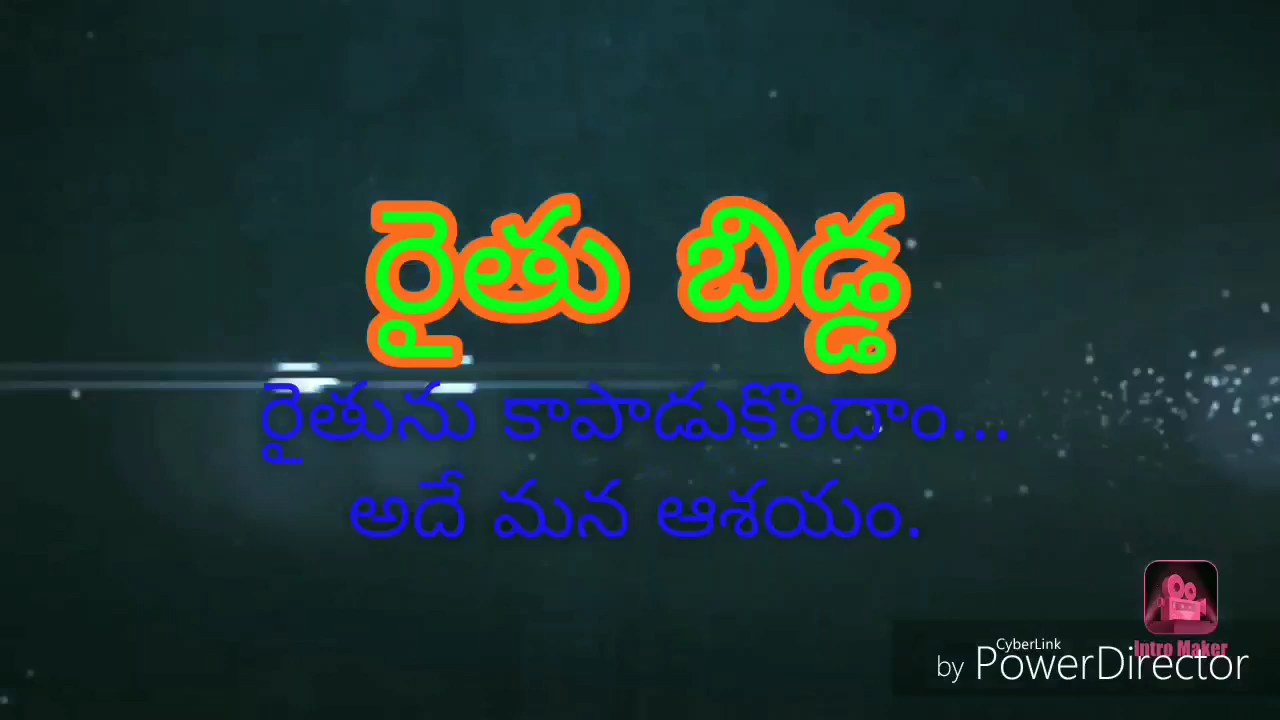 రైతు బిడ్డ
రైతును కాపాడుకొందాం...
అదే మన ఆశయం.
Intro Maker
CyberLink
by PowerDirector